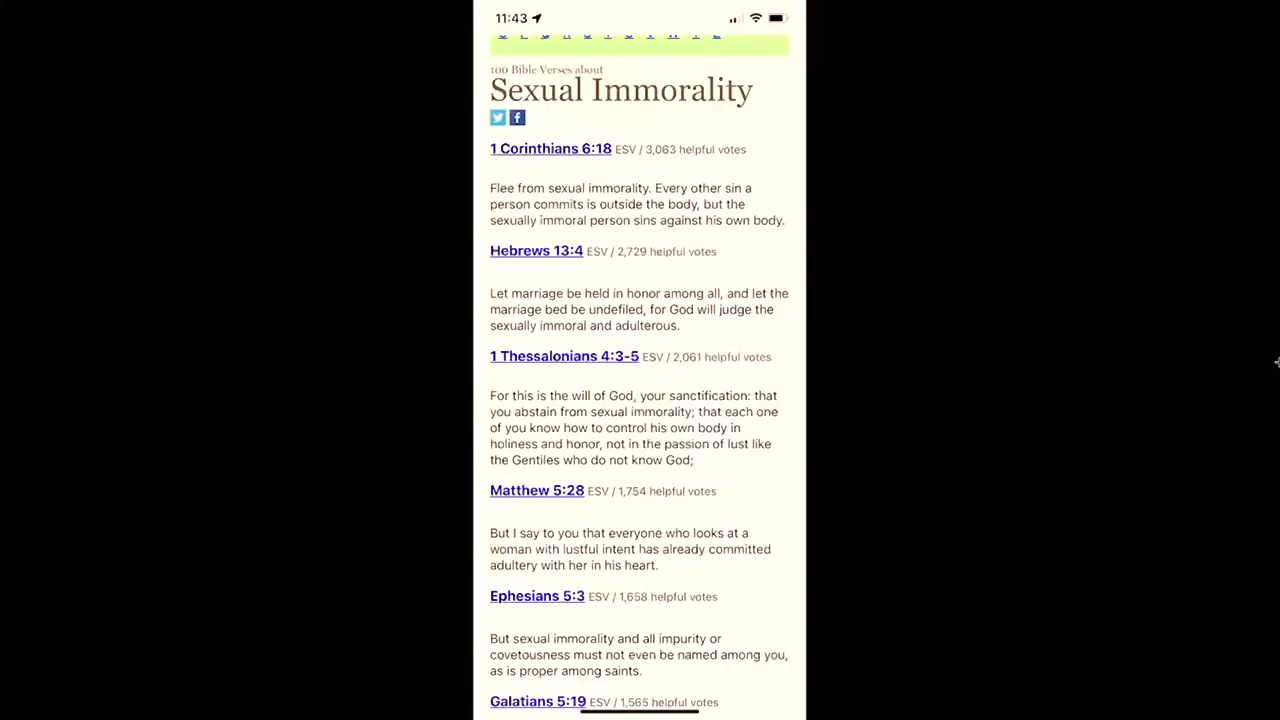 11:43
100 Bible Verses about
Sexual Immorality
1 Corinthians 6:18 ESV / 3,063 helpful votes
Flee from sexual immorality. Every other sin a
person commits is outside the body, but the
sexually immoral person sins against his own body.
Hebrews 13:4 ESV / 2,729 helpful votes
Let marriage be held in honor among all, and let the
marriage bed be undefiled, for God will judge the
sexually immoral and adulterous.
1 Thessalonians 4:3-5 ESV / 2,061 helpful votes
For this is the will of God, your sanctification: that
you abstain from sexual immorality; that each one
of you know how to control his own body in
holiness and honor, not in the passion of lust like
the Gentiles who do not know God;
Matthew 5:28 ESV / 1,754 helpful votes
But I say to you that everyone who looks at a
woman with lustful intent has already committed
adultery with her in his heart.
Ephesians 5:3 ESV / 1,658 helpful votes
But sexual immorality and all impurity or
covetousness must not even be named among you,
as is proper among saints.
Galatians 5:19 ESV / 1,565 helpful votes